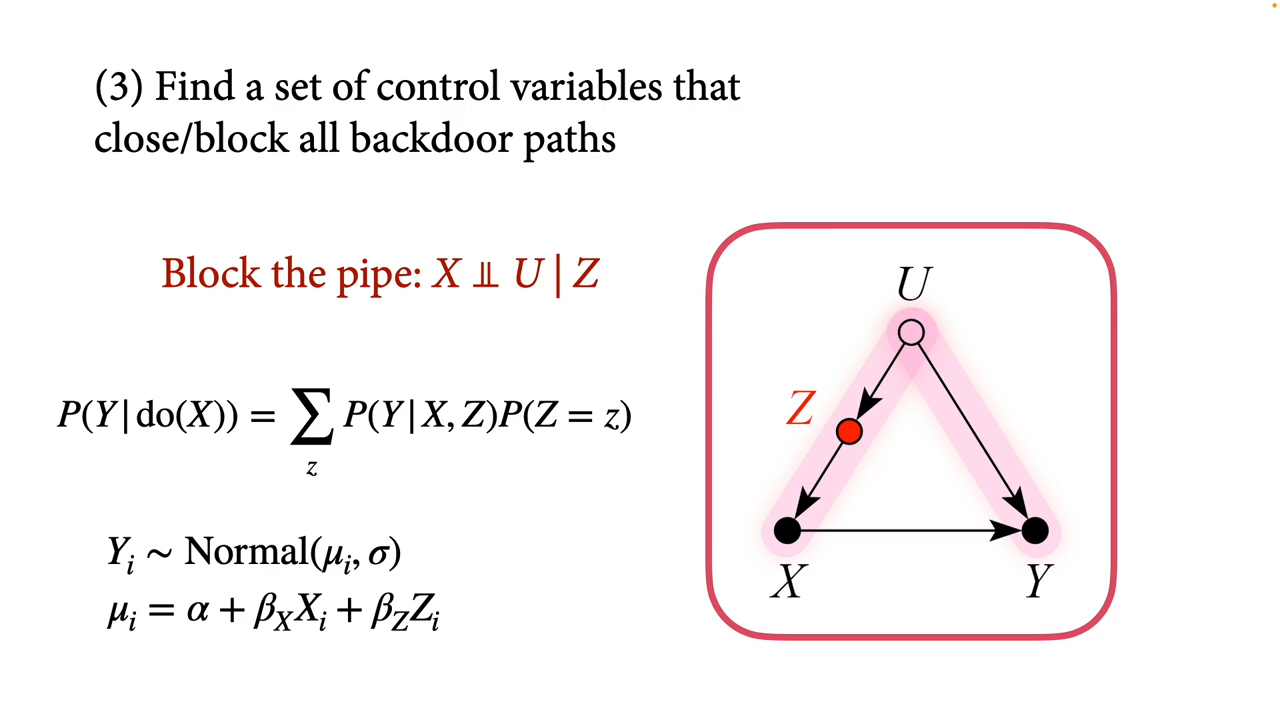 (3) Find a set of control variables that
close/block all backdoor paths
Block the pipe: X ⫫ U | Z
P(Y|do(X)) = ∑ P(Y|X, Z)P(Z = z)
z
Y_i ~ Normal(μ_i, σ)
μ_i = α + β_X X_i + β_Z Z_i
U
Z
X
Y